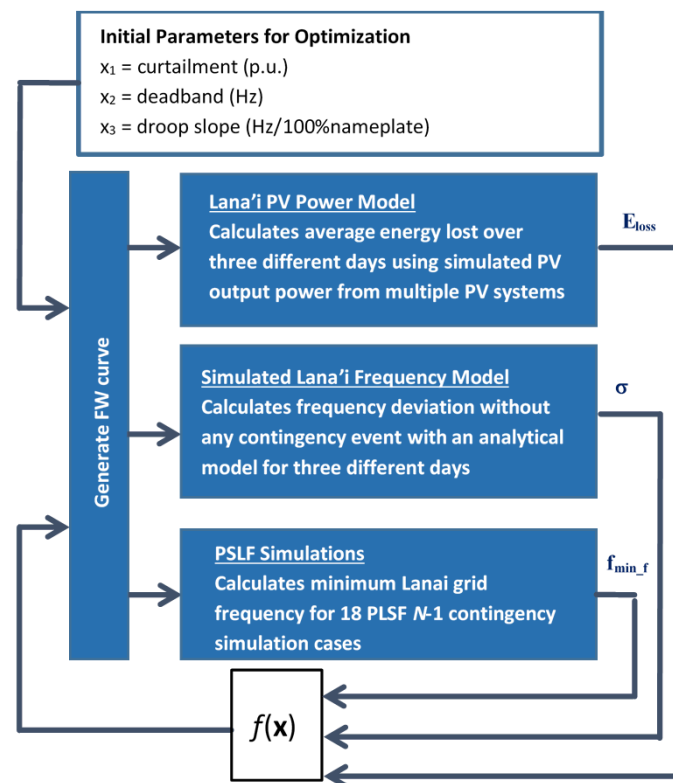 Initial Parameters for Optimization
x₁ = curtailment (p.u.)
x₂ = deadband (Hz)
x₃ = droop slope (Hz/100%nameplate)
Generate FW curve
Lana’i PV Power Model
Calculates average energy lost over
three different days using simulated PV
output power from multiple PV systems
E_loss
Simulated Lana’i Frequency Model
Calculates frequency deviation without
any contingency event with an analytical
model for three different days
σ
PSLF Simulations
Calculates minimum Lanai grid
frequency for 18 PLSF N-1 contingency
simulation cases
f_min_f
f(x)